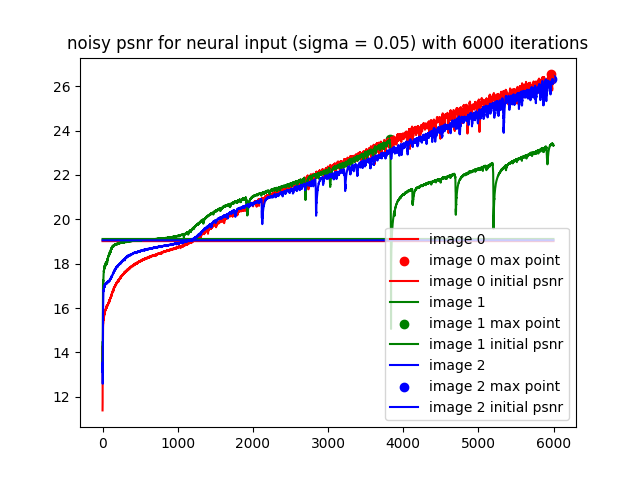 noisy psnr for neural input (sigma = 0.05) with 6000 iterations
26
24
22
20
18
16
14
12
0
1000
2000
3000
4000
5000
6000
image 0
image 0 max point
image 0 initial psnr
image 1
image 1 max point
image 1 initial psnr
image 2
image 2 max point
image 2 initial psnr